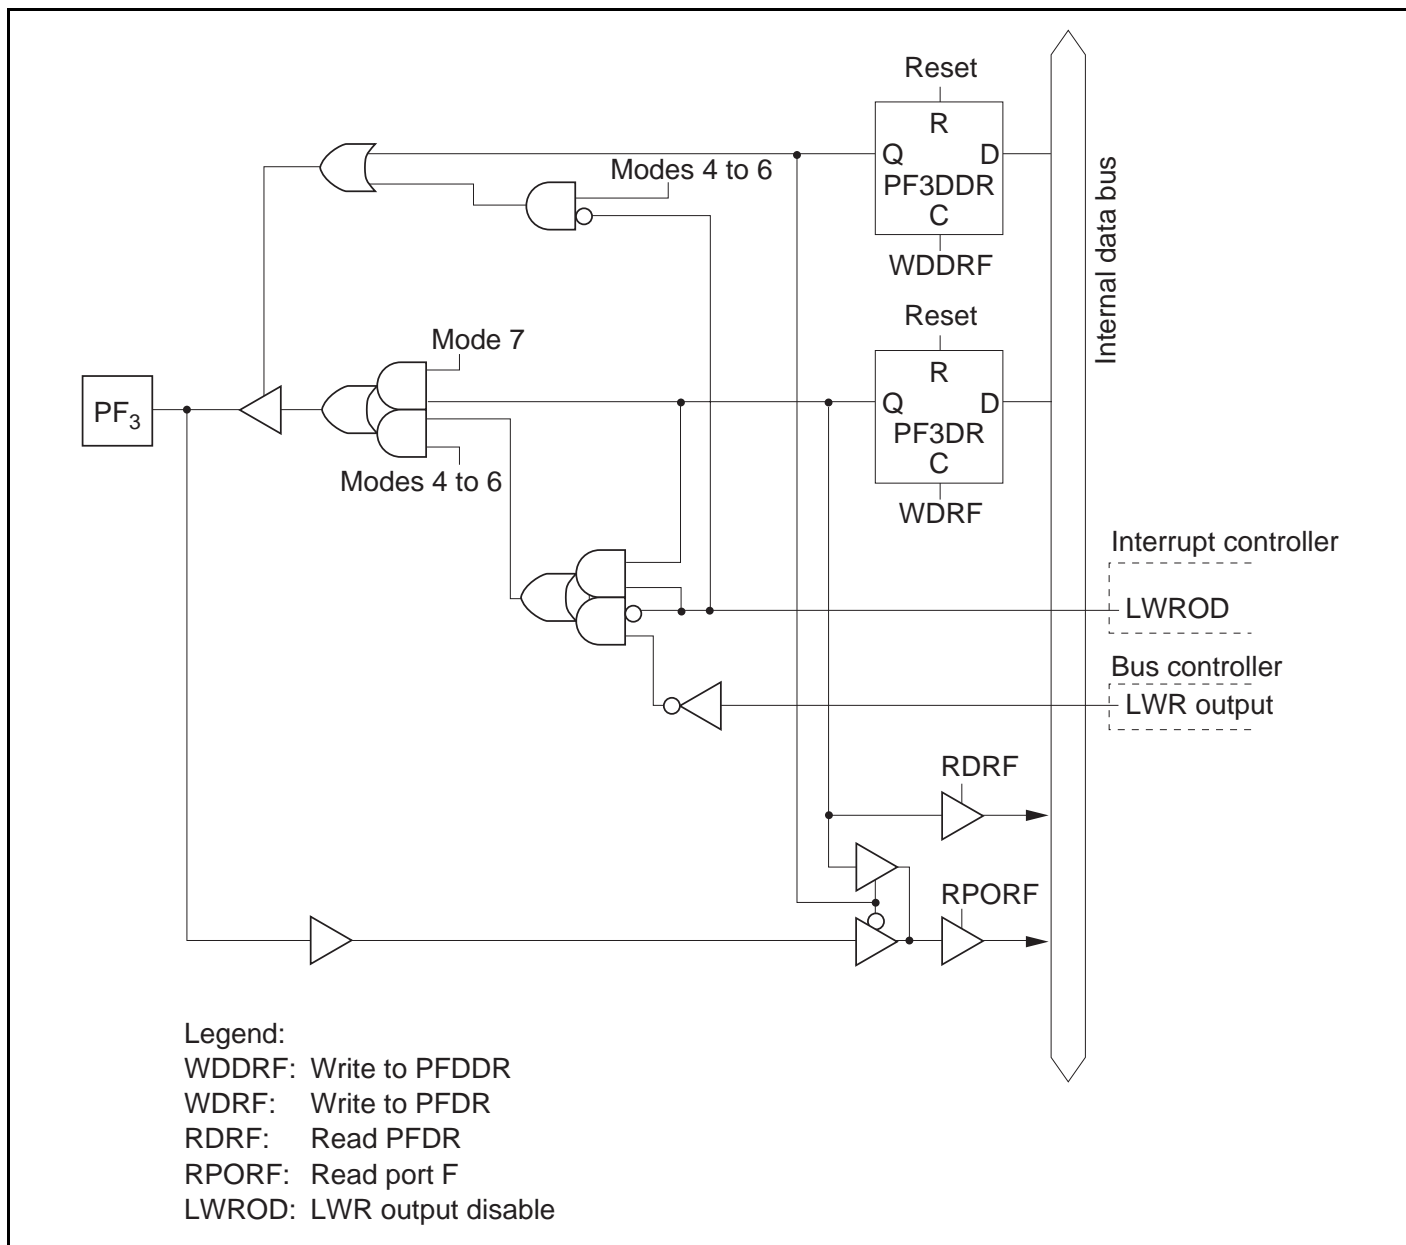 Reset
R
Q D
PF3DDR
C
WDDRF
Modes 4 to 6
Internal data bus
Reset
R
Q D
PF3DR
C
WDRF
Mode 7
PF3
Modes 4 to 6
Interrupt controller
LWROD
Bus controller
LWR output
RDRF
RPORF
Legend:
WDDRF: Write to PFDDR
WDRF: Write to PFDR
RDRF: Read PFDR
RPORF: Read port F
LWROD: LWR output disable